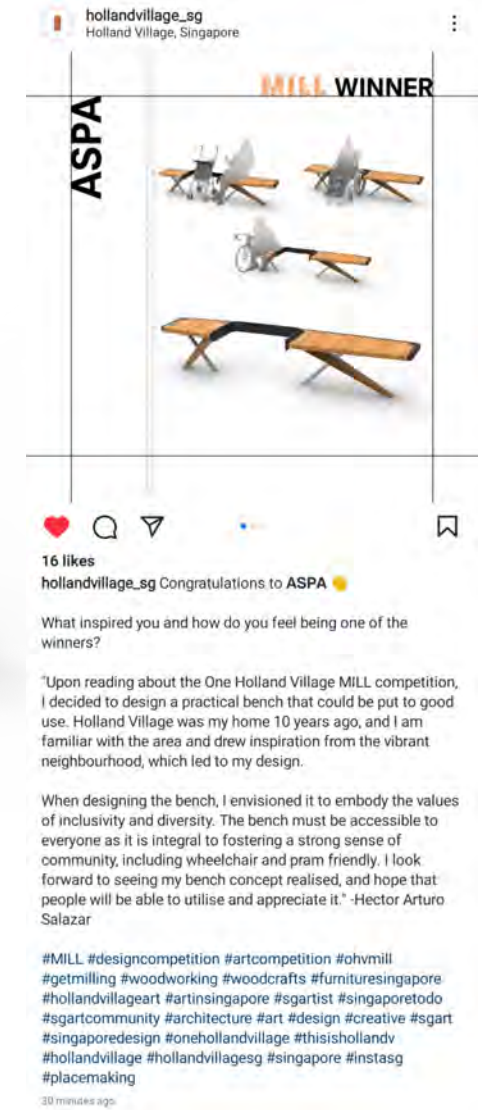 hollandvillage_sg
Holland Village, Singapore
MILL WINNER
ASPA
16 likes
hollandvillage_sg Congratulations to ASPA 👏
What inspired you and how do you feel being one of the
winners?
"Upon reading about the One Holland Village MILL competition,
I decided to design a practical bench that could be put to good
use. Holland Village was my home 10 years ago, and I am
familiar with the area and drew inspiration from the vibrant
neighbourhood, which led to my design.
When designing the bench, I envisioned it to embody the values
of inclusivity and diversity. The bench must be accessible to
everyone as it is integral to fostering a strong sense of
community, including wheelchair and pram friendly. I look
forward to seeing my bench concept realised, and hope that
people will be able to utilise and appreciate it." -Hector Arturo
Salazar
#MILL #designcompetition #artcompetition #ohvmill
#getmilling #woodworking #woodcrafts #furnituresingapore
#hollandvillageart #artinsingapore #sgartist #singaporetodo
#sgartcommunity #architecture #art #design #creative #sgart
#singaporedesign #onehollandvillage #thisishollandv
#hollandvillage #hollandvillagesg #singapore #instasg
#placemaking
30 minutes ago